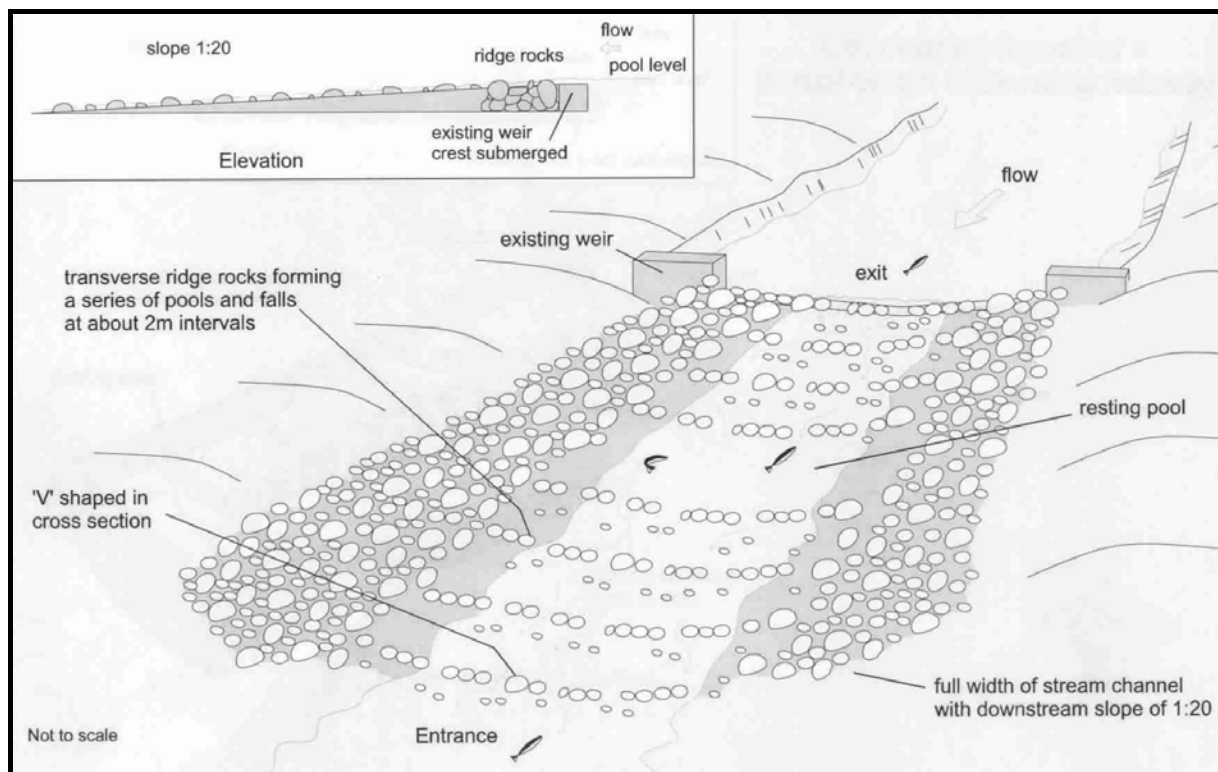 slope 1:20
flow
ridge rocks
pool level
existing weir
crest submerged
Elevation
flow
existing weir
exit
transverse ridge rocks forming
a series of pools and falls
at about 2m intervals
resting pool
'V' shaped in
cross section
full width of stream channel
with downstream slope of 1:20
Not to scale
Entrance